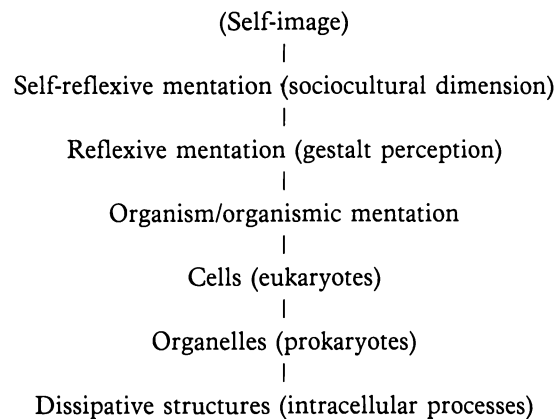 (Self-image)
Self-reflexive mentation (sociocultural dimension)
Reflexive mentation (gestalt perception)
Organism/organismic mentation
Cells (eukaryotes)
Organelles (prokaryotes)
Dissipative structures (intracellular processes)